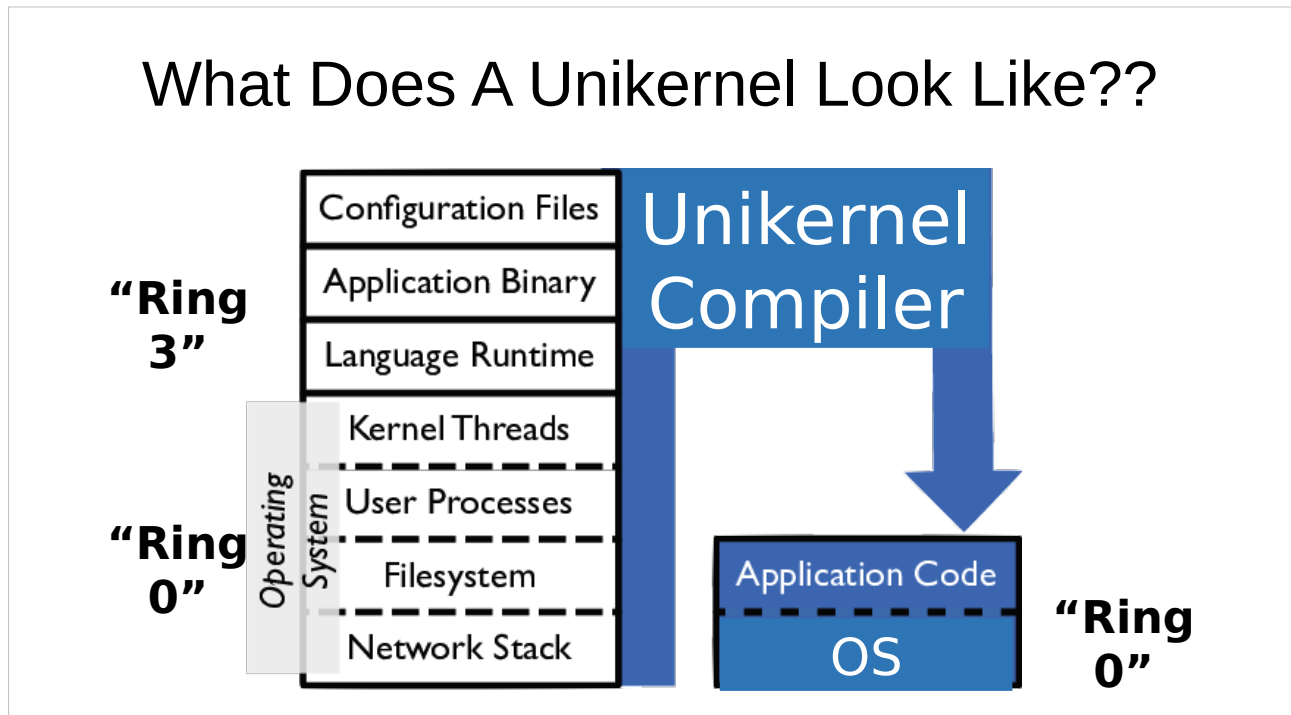 What Does A Unikernel Look Like??
Configuration Files
Application Binary
Language Runtime
Kernel Threads
User Processes
Filesystem
Network Stack
“Ring
3”
“Ring
0”
Operating
System
Unikernel
Compiler
Application Code
OS
“Ring
0”